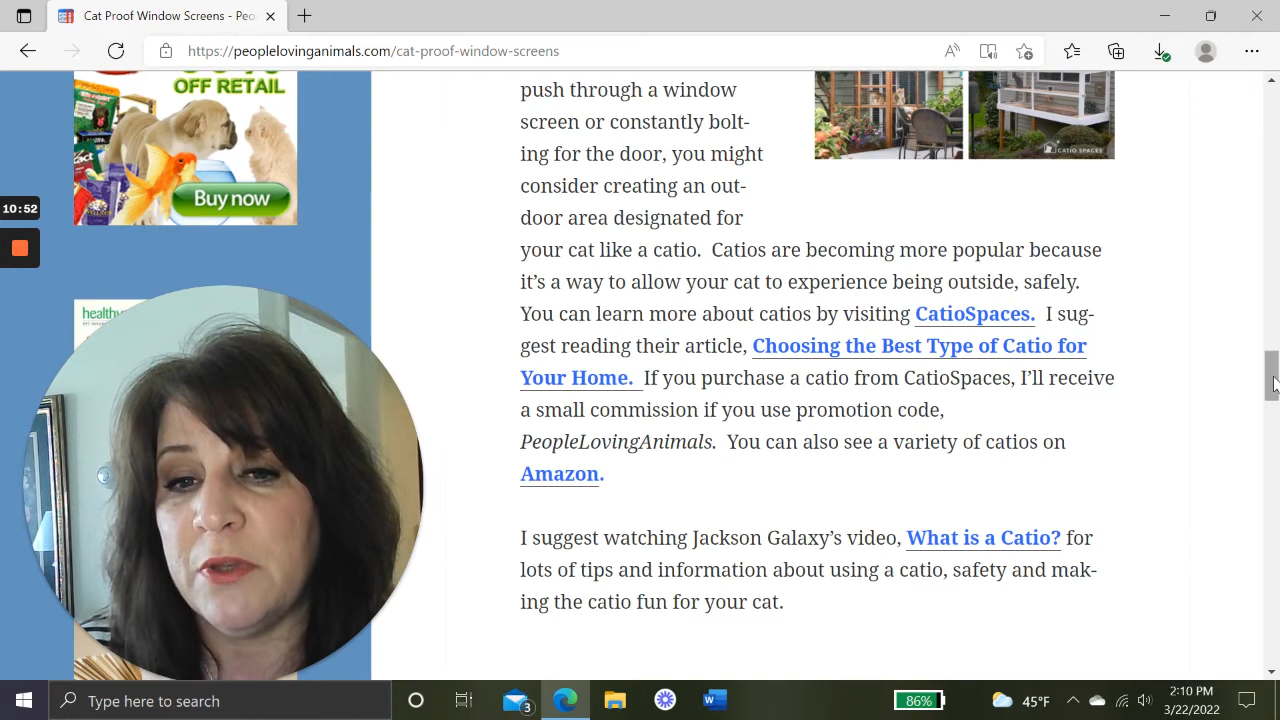 Cat Proof Window Screens - Peop
https://peoplelovinganimals.com/cat-proof-window-screens
OFF RETAIL
Buy now
10:52
healthy
push through a window
screen or constantly bolt-
ing for the door, you might
consider creating an out-
door area designated for
your cat like a catio.  Catios are becoming more popular because
it's a way to allow your cat to experience being outside, safely.
You can learn more about catios by visiting CatioSpaces.  I sug-
gest reading their article, Choosing the Best Type of Catio for
Your Home.  If you purchase a catio from CatioSpaces, I'll receive
a small commission if you use promotion code,
PeopleLovingAnimals.  You can also see a variety of catios on
Amazon.
I suggest watching Jackson Galaxy's video, What is a Catio? for
lots of tips and information about using a catio, safety and mak-
ing the catio fun for your cat.
CATIO SPACES
Type here to search
3
86%
45°F
2:10 PM
3/22/2022